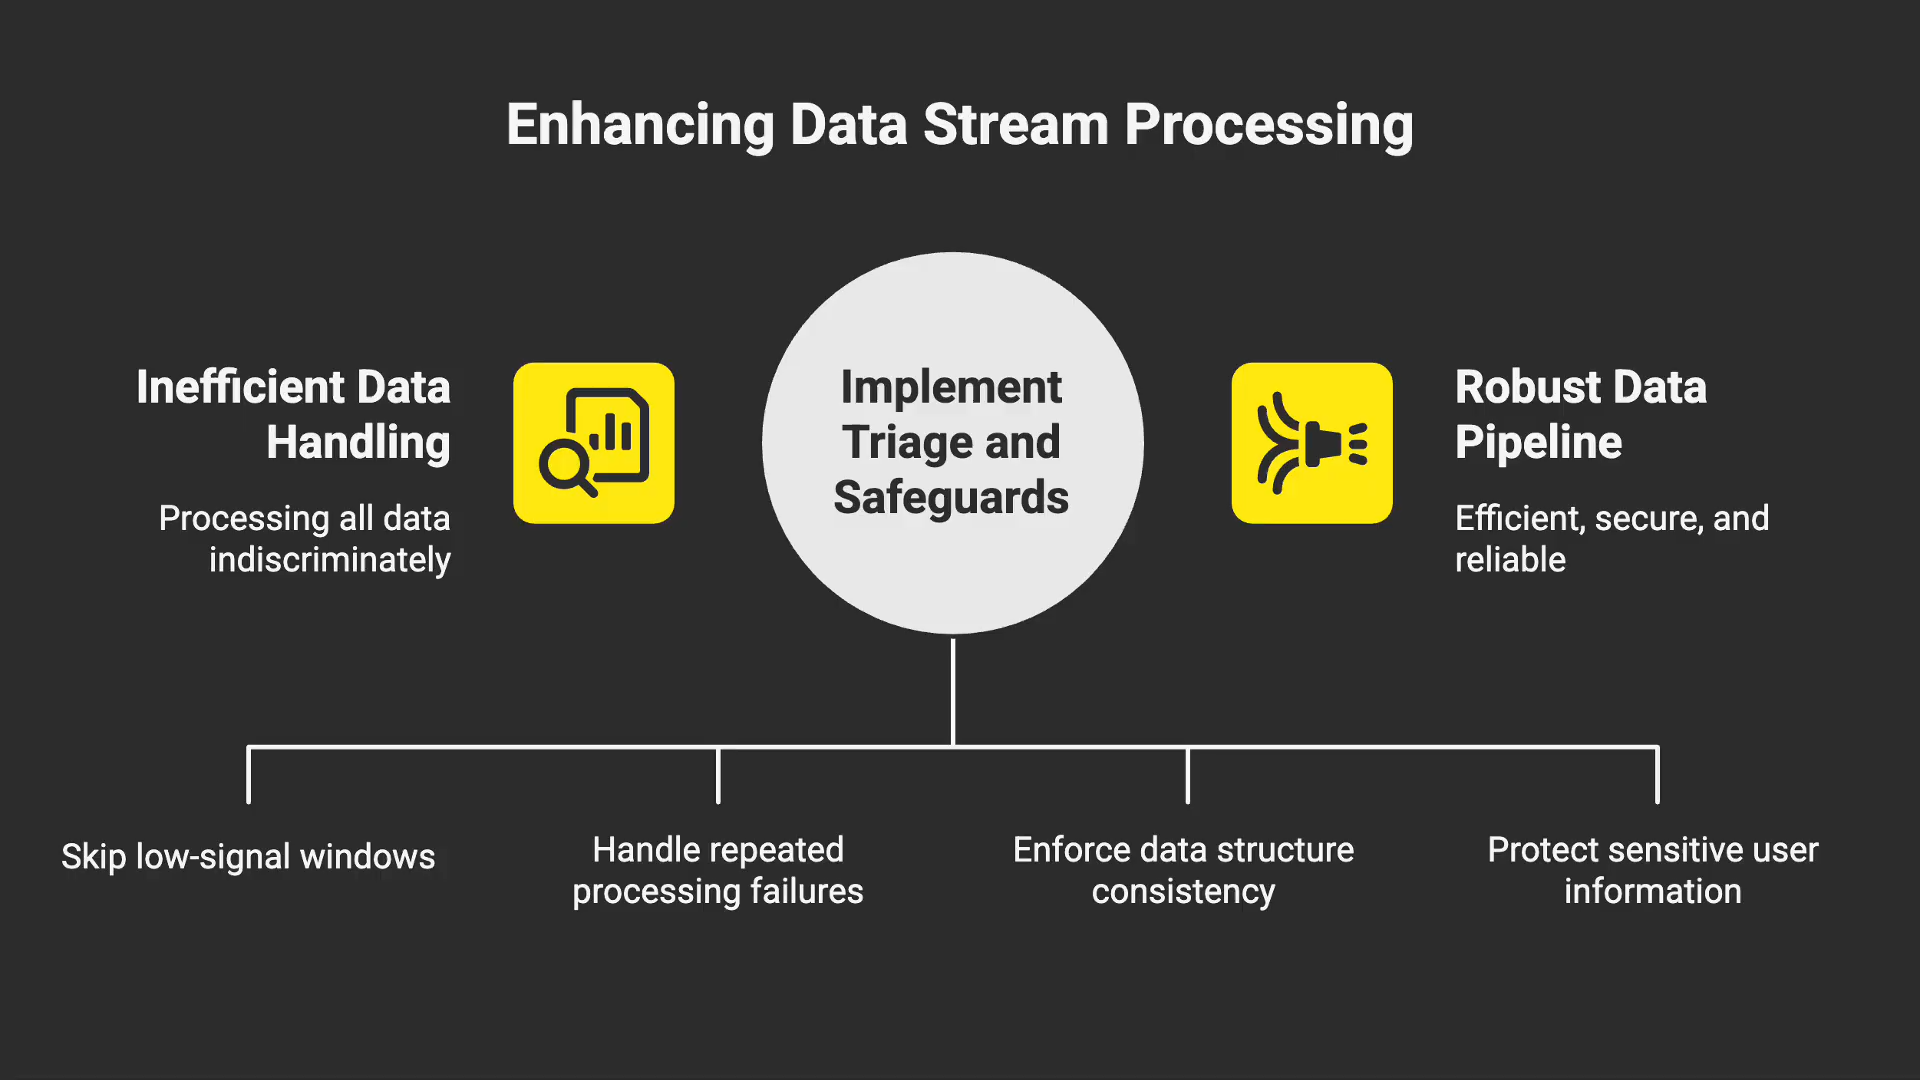 Enhancing Data Stream Processing
Inefficient Data
Handling
Processing all data
indiscriminately
Implement
Triage and
Safeguards
Robust Data
Pipeline
Efficient, secure, and
reliable
Skip low-signal windows
Handle repeated
processing failures
Enforce data structure
consistency
Protect sensitive user
information